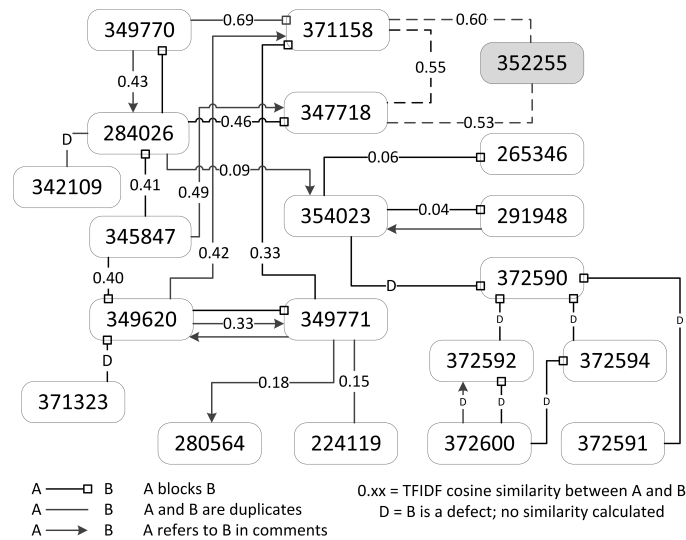 349770
0.69
371158
0.60
352255
0.43
0.55
347718
284026
0.46
0.53
D
342109
0.41
0.49
0.09
0.06
265346
354023
0.04
291948
345847
0.40
0.42
0.33
D
372590
349620
0.33
349771
D
D
D
D
371323
372592
372594
0.18
0.15
D
D
D
280564
224119
372600
372591
A B A blocks B
A B A and B are duplicates
A B A refers to B in comments
0.xx = TFIDF cosine similarity between A and B
D = B is a defect; no similarity calculated